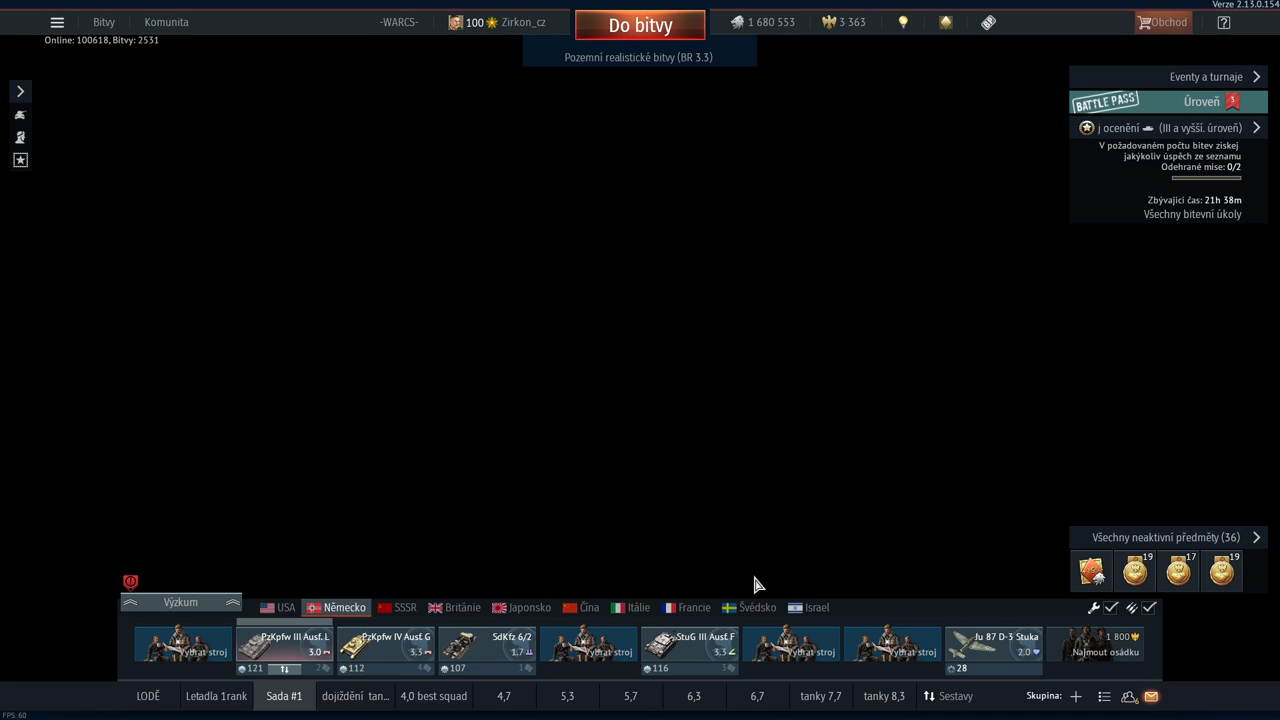 Verze 2.13.0.154
Bitvy
Komunita
-WARCS-
100 Zirkon_cz
Do bitvy
1 680 553
3 363
Obchod
Online: 100618, Bitvy: 2531
Pozemní realistické bitvy (BR 3.3)
Eventy a turnaje
BATTLE PASS
Úroveň 3
j ocenění (III a vyšší. úroveň)
V požadovaném počtu bitev získej
jakýkoliv úspěch ze seznamu
Odehrané mise: 0/2
Zbývající čas: 21h 38m
Všechny bitevní úkoly
Všechny neaktivní předměty (36)
19
17
19
Výzkum
USA
Německo
SSSR
Británie
Japonsko
Čína
Itálie
Francie
Švédsko
Israel
Vybrat stroj
PzKpfw III Ausf. L
3.0
121
2
PzKpfw IV Ausf G
3.3
112
4
SdKfz 6/2
1.7
107
1
Vybrat stroj
StuG III Ausf F
3.3
116
3
Vybrat stroj
Vybrat stroj
Ju 87 D-3 Stuka
2.0
28
1 800
Najmout osádku
LODĚ
Letadla 1rank
Sada #1
dojiždění tan...
4,0 best squad
4,7
5,3
5,7
6,3
6,7
tanky 7,7
tanky 8,3
Sestavy
Skupina:
6
FPS: 60